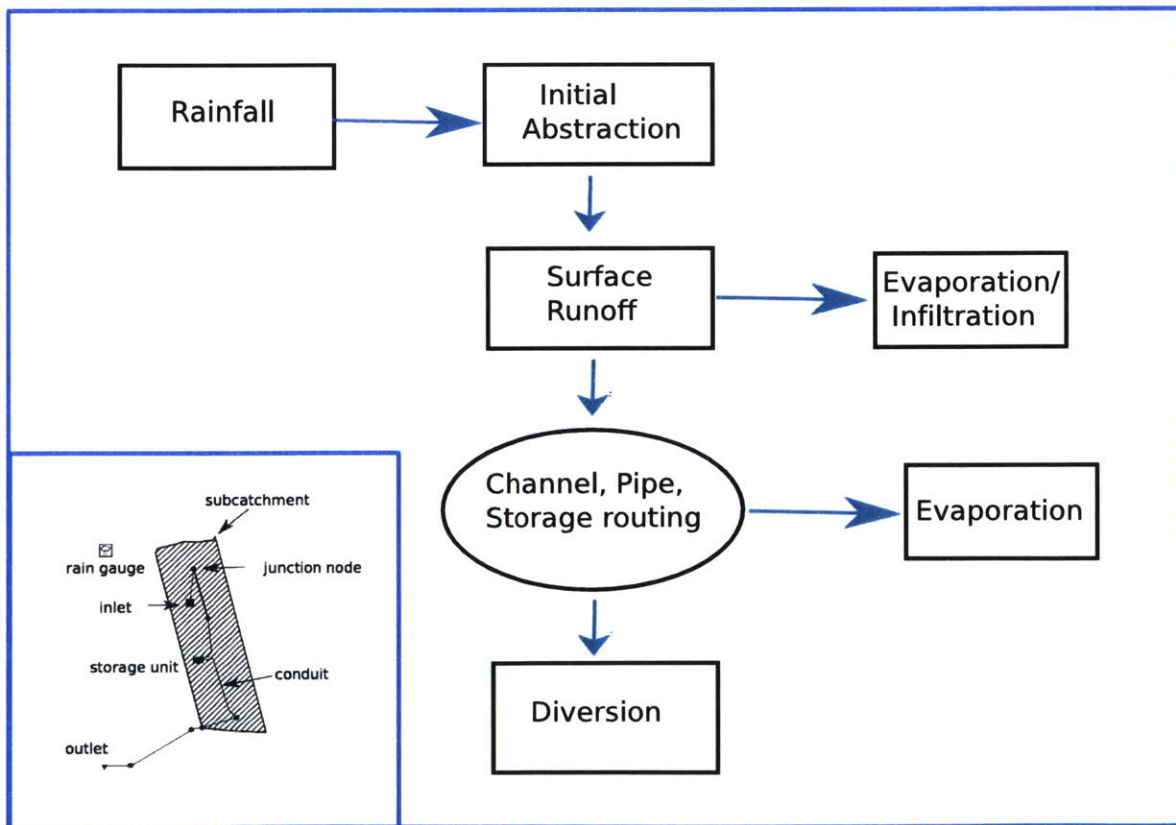 Rainfall
Initial
Abstraction
Surface
Runoff
Evaporation/
Infiltration
Channel, Pipe,
Storage routing
Evaporation
Diversion
subcatchment
rain gauge
junction node
inlet
storage unit
conduit
outlet